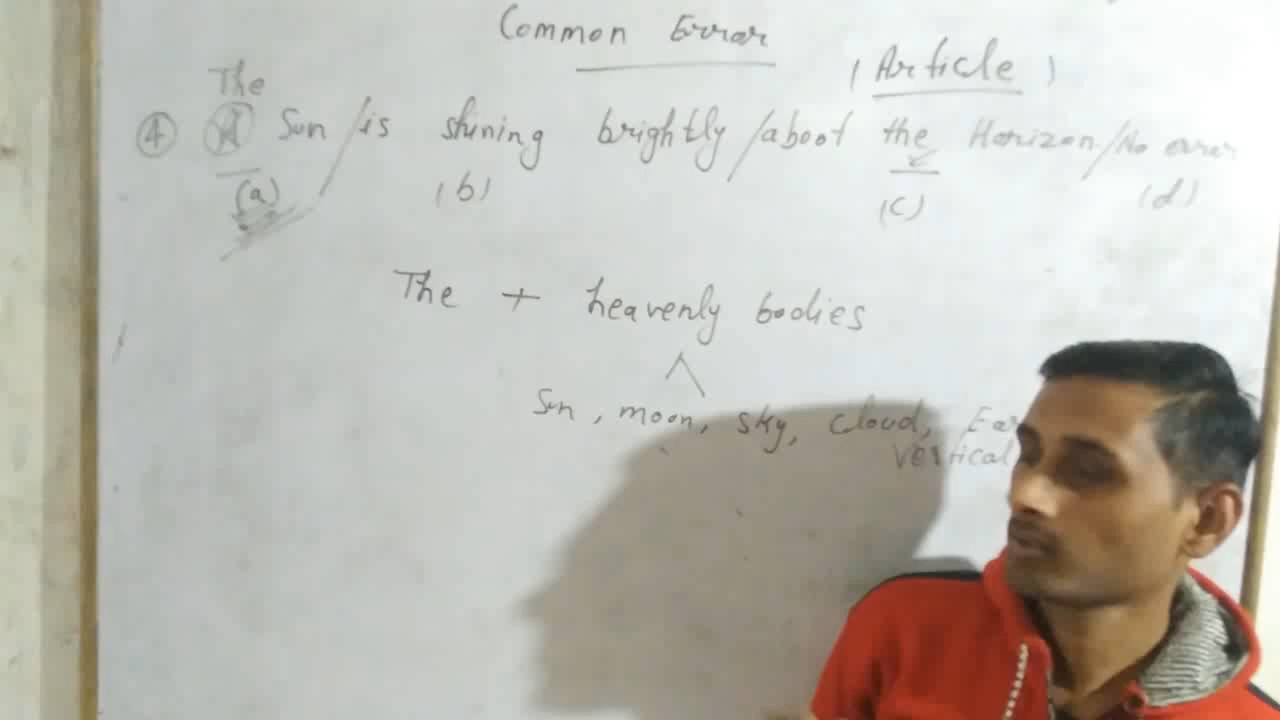 Common Error
(Article)
The
④ Sun / is shining brightly / aboot the Horizon / No error
(a) (b) (c) (d)
The + heavenly bodies
Sun, moon, sky, cloud,
vertical